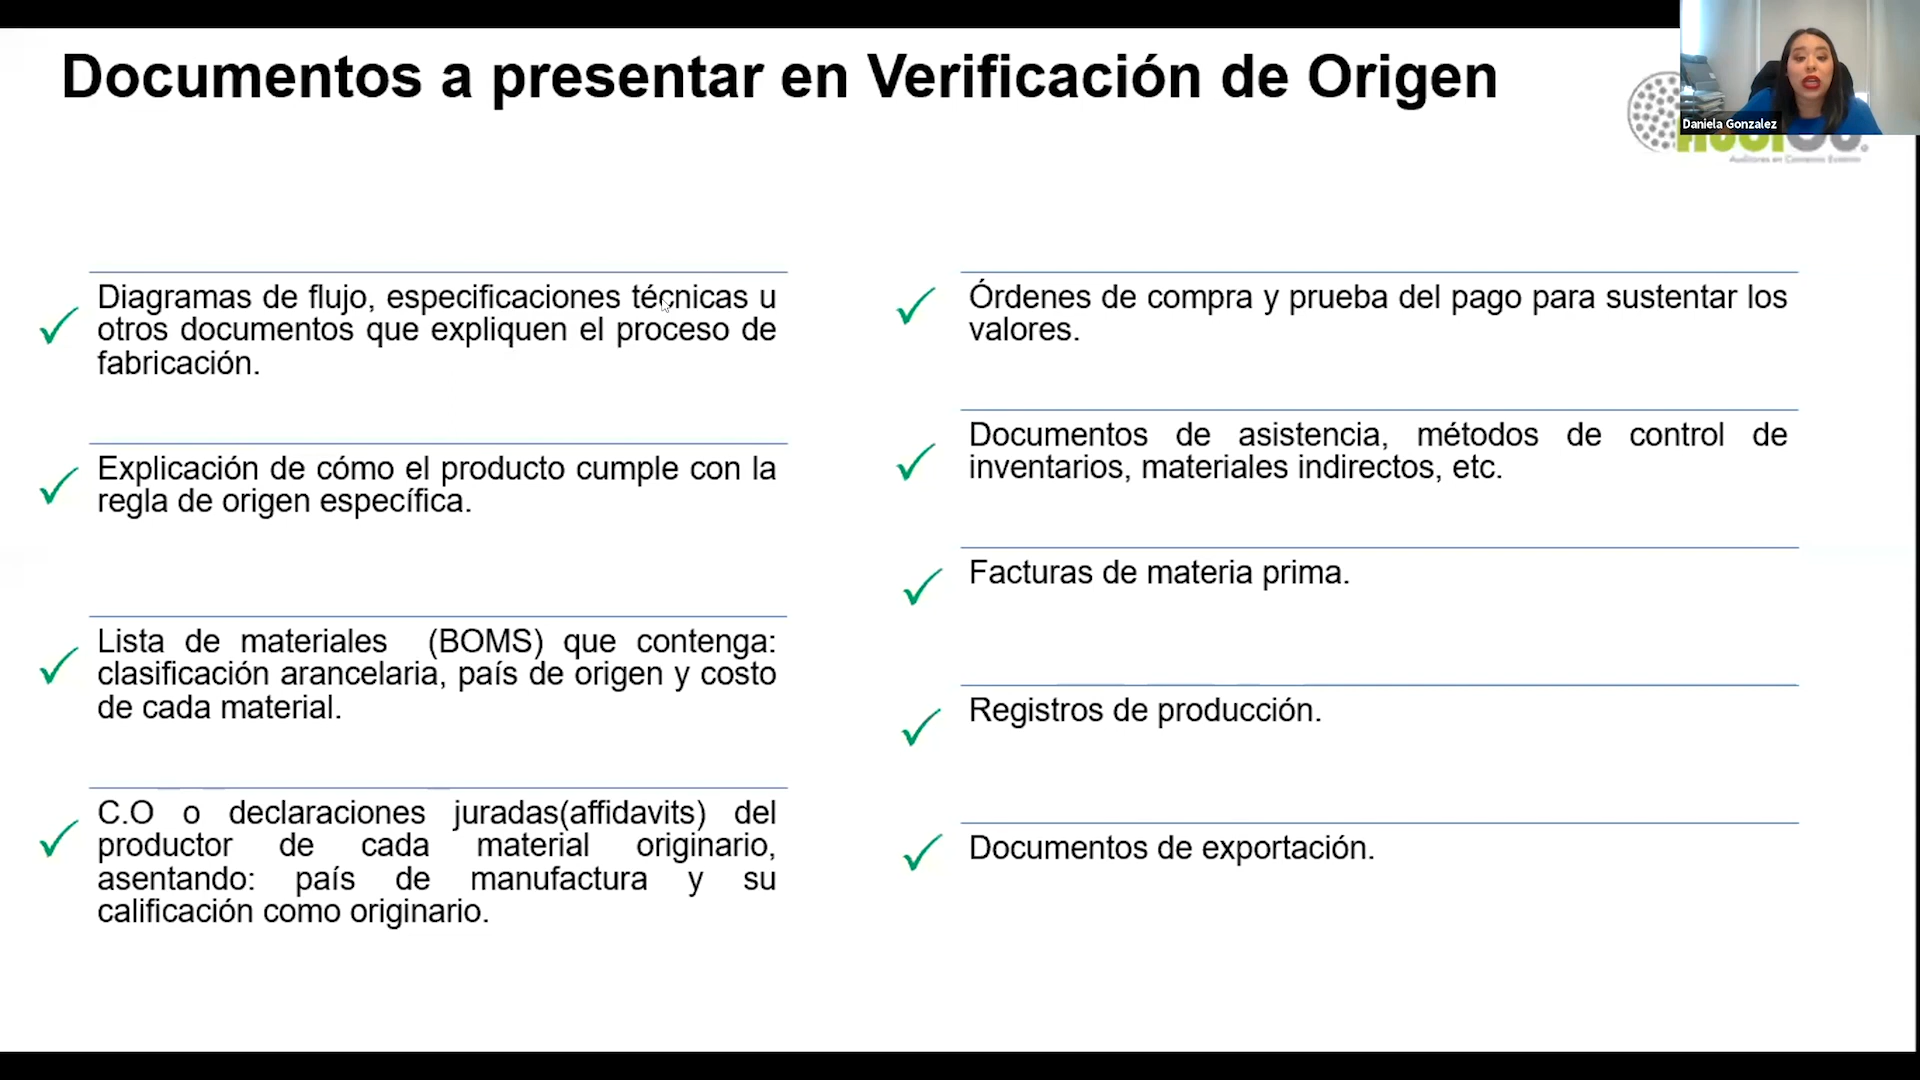 Documentos a presentar en Verificación de Origen
Daniela Gonzalez
Auditores en Comercio Exterior
Diagramas de flujo, especificaciones técnicas u
otros documentos que expliquen el proceso de
fabricación.
Explicación de cómo el producto cumple con la
regla de origen específica.
Lista de materiales (BOMS) que contenga:
clasificación arancelaria, país de origen y costo
de cada material.
C.O o declaraciones juradas(affidavits) del
productor de cada material originario,
asentando: país de manufactura y su
calificación como originario.
Órdenes de compra y prueba del pago para sustentar los
valores.
Documentos de asistencia, métodos de control de
inventarios, materiales indirectos, etc.
Facturas de materia prima.
Registros de producción.
Documentos de exportación.